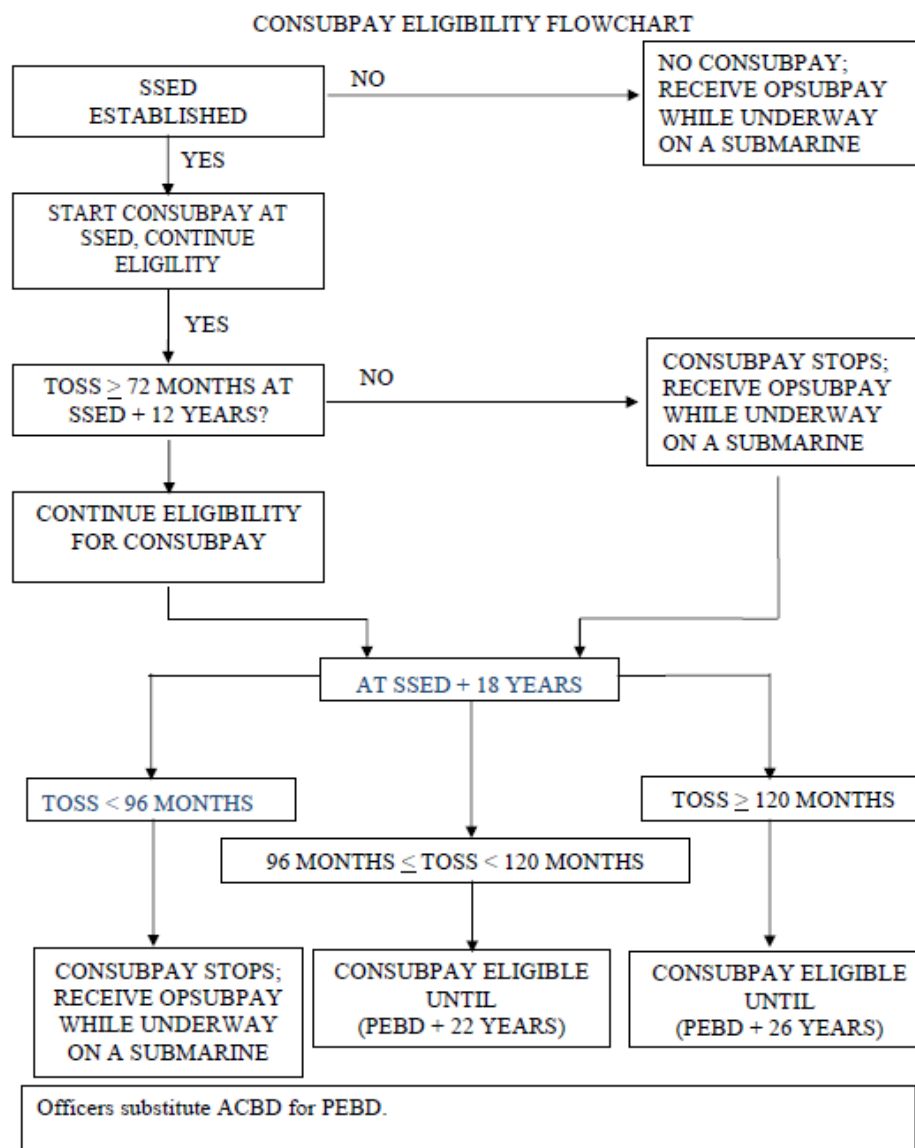 CONSUBPAY ELIGIBILITY FLOWCHART
SSED
ESTABLISHED
NO
NO CONSUBPAY;
RECEIVE OPSUBPAY
WHILE UNDERWAY
ON A SUBMARINE
YES
START CONSUBPAY AT
SSED, CONTINUE
ELIGILITY
YES
TOSS ≥ 72 MONTHS AT
SSED + 12 YEARS?
NO
CONSUBPAY STOPS;
RECEIVE OPSUBPAY
WHILE UNDERWAY
ON A SUBMARINE
CONTINUE ELIGIBILITY
FOR CONSUBPAY
AT SSED + 18 YEARS
TOSS < 96 MONTHS
TOSS ≥ 120 MONTHS
96 MONTHS ≤ TOSS < 120 MONTHS
CONSUBPAY STOPS;
RECEIVE OPSUBPAY
WHILE UNDERWAY
ON A SUBMARINE
CONSUBPAY ELIGIBLE
UNTIL
(PEBD + 22 YEARS)
CONSUBPAY ELIGIBLE
UNTIL
(PEBD + 26 YEARS)
Officers substitute ACBD for PEBD.